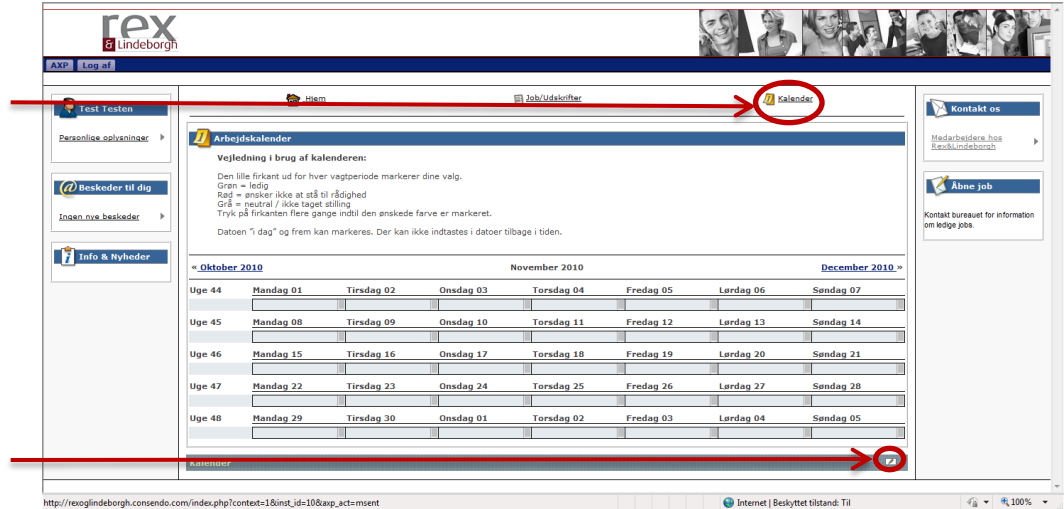 rex
& Lindeborgh
AXP Log af
Test Testen
Personlige oplysninger
Beskeder til dig
Ingen nye beskeder
Info & Nyheder
Hjem Job/Udskrifter Kalender
Arbejdskalender
Vejledning i brug af kalenderen:
Den lille firkant ud for hver vagtperiode markerer dine valg.
Grøn = ledig
Rød = ønsker ikke at stå til rådighed
Grå = neutral / ikke taget stilling
Tryk på firkanten flere gange indtil den ønskede farve er markeret.
Datoen "i dag" og frem kan markeres. Der kan ikke indtastes i datoer tilbage i tiden.
« Oktober 2010 November 2010 December 2010 »
Uge 44 Mandag 01 Tirsdag 02 Onsdag 03 Torsdag 04 Fredag 05 Lørdag 06 Søndag 07
Uge 45 Mandag 08 Tirsdag 09 Onsdag 10 Torsdag 11 Fredag 12 Lørdag 13 Søndag 14
Uge 46 Mandag 15 Tirsdag 16 Onsdag 17 Torsdag 18 Fredag 19 Lørdag 20 Søndag 21
Uge 47 Mandag 22 Tirsdag 23 Onsdag 24 Torsdag 25 Fredag 26 Lørdag 27 Søndag 28
Uge 48 Mandag 29 Tirsdag 30 Onsdag 01 Torsdag 02 Fredag 03 Lørdag 04 Søndag 05
Kalender
Kontakt os
Medarbejdere hos
Rex&Lindeborgh
Åbne job
Kontakt bureauet for information
om ledige jobs.
http://rexoglindeborgh.consendo.com/index.php?context=1&inst_id=10&axp_act=msent Internet | Beskyttet tilstand: Til 100%